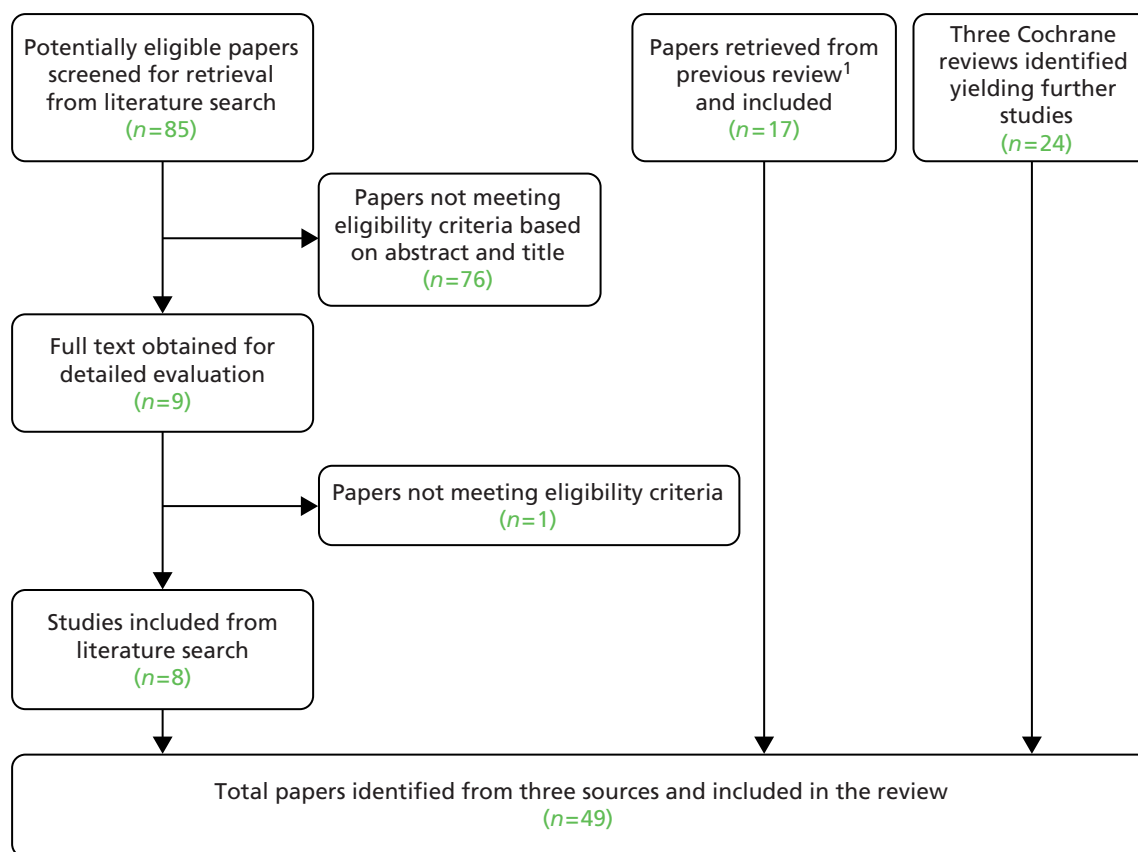 Potentially eligible papers
screened for retrieval
from literature search
(n=85)
Papers retrieved from
previous review1
and included
(n=17)
Three Cochrane
reviews identified
yielding further
studies
(n=24)
Papers not meeting
eligibility criteria based
on abstract and title
(n=76)
Full text obtained for
detailed evaluation
(n=9)
Papers not meeting eligibility criteria
(n=1)
Studies included from
literature search
(n=8)
Total papers identified from three sources and included in the review
(n=49)